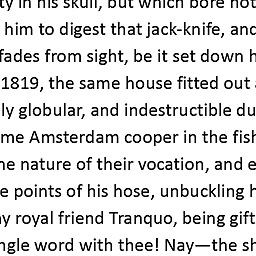 ty in his skull, but which bore not
him to digest that jack-knife, and
fades from sight, be it set down h
1819, the same house fitted out a
ly globular, and indestructible du
me Amsterdam cooper in the fish
he nature of their vocation, and e
e points of his hose, unbuckling h
ny royal friend Tranquo, being gift
ngle word with thee! Nay—the sh